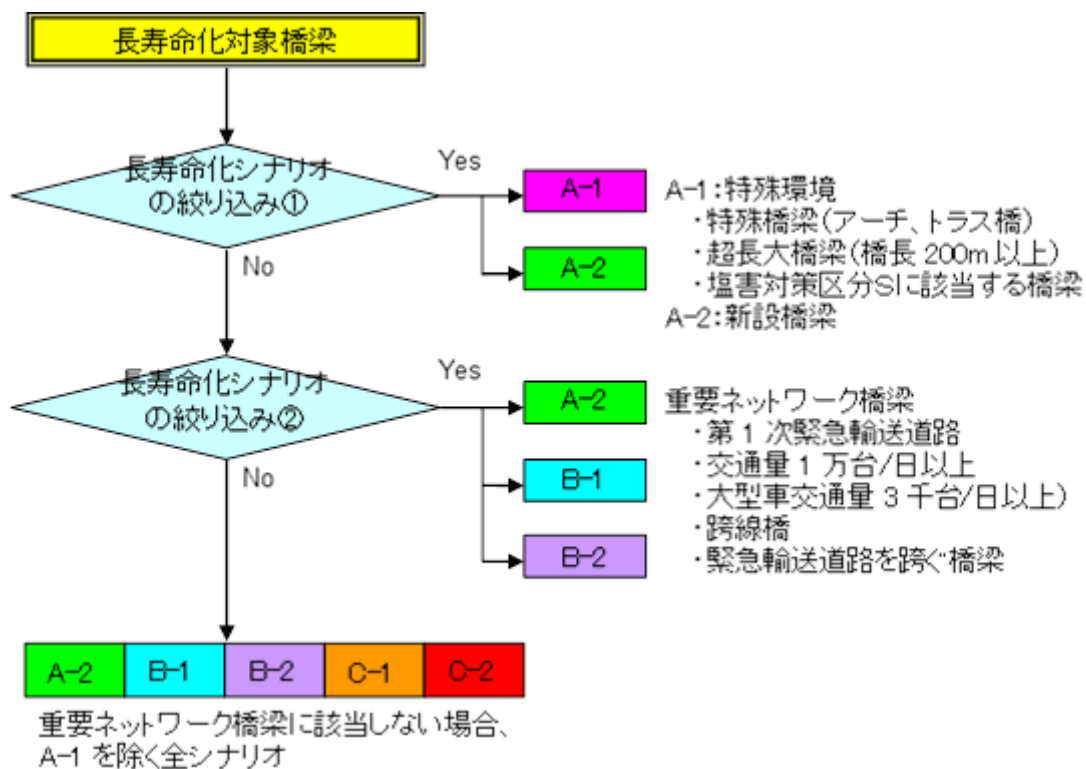 長寿命化対象橋梁
長寿命化シナリオ
の絞り込み①
Yes
A-1
A-2
A-1：特殊環境
・特殊橋梁(アーチ、トラス橋)
・超長大橋梁(橋長 200m 以上)
・塩害対策区分Sに該当する橋梁
A-2：新設橋梁
No
長寿命化シナリオ
の絞り込み②
Yes
A-2
B-1
B-2
重要ネットワーク橋梁
・第 1 次緊急輸送道路
・交通量 1 万台/日以上
・大型車交通量 3 千台/日以上)
・跨線橋
・緊急輸送道路を跨ぐ橋梁
No
A-2 B-1 B-2 C-1 C-2
重要ネットワーク橋梁に該当しない場合、
A-1 を除く全シナリオ